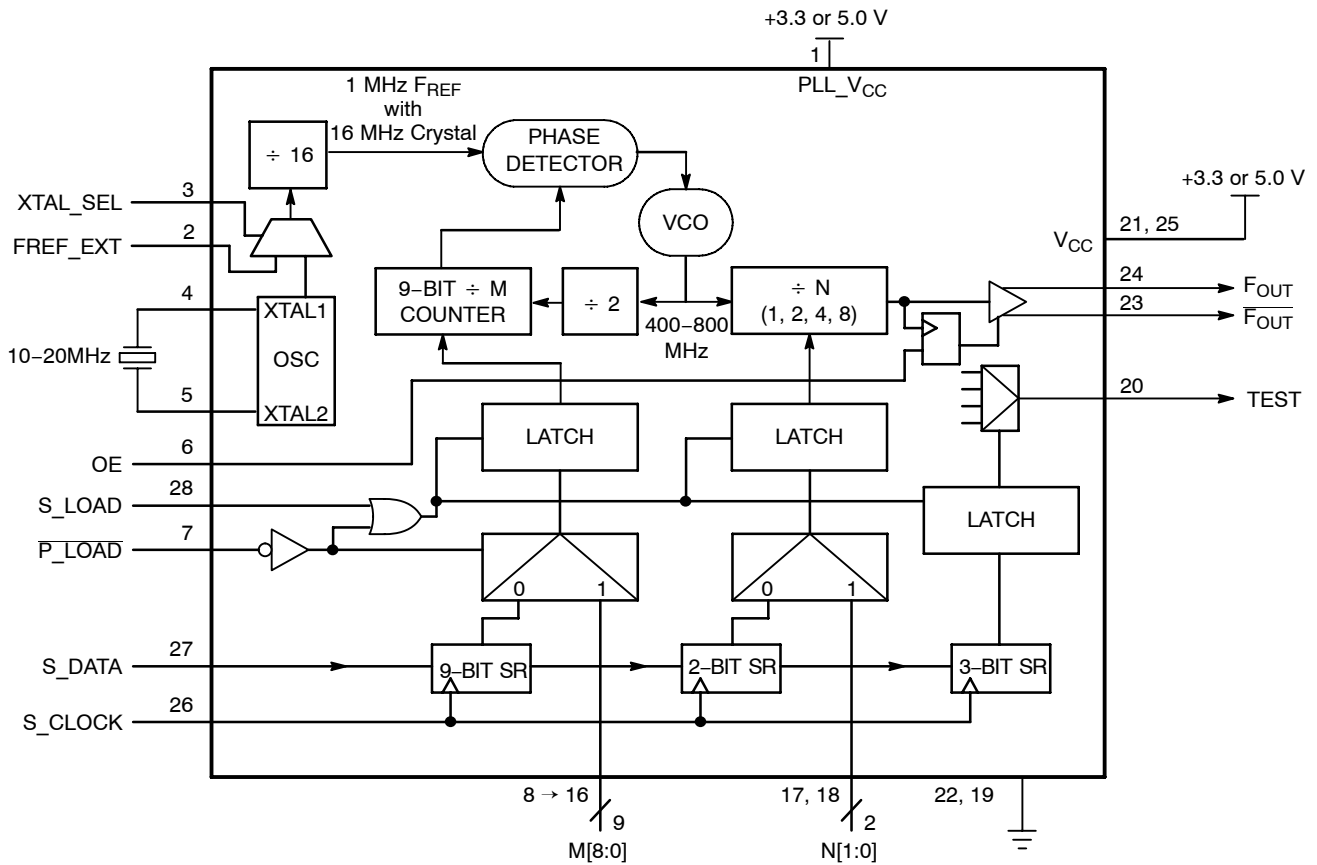 +3.3 or 5.0 V
1
PLL_VCC
1 MHz FREF
with
16 MHz Crystal
÷ 16
PHASE
DETECTOR
+3.3 or 5.0 V
XTAL_SEL
3
FREF_EXT
2
VCO
VCC
21, 25
9−BIT ÷ M
COUNTER
÷ 2
400−800
MHz
÷ N
(1, 2, 4, 8)
24
FOUT
23
FOUT
4
XTAL1
10−20MHz
OSC
5
XTAL2
20
TEST
LATCH
LATCH
OE
6
S_LOAD
28
LATCH
P_LOAD
7
0
1
0
1
S_DATA
27
9−BIT SR
2−BIT SR
3−BIT SR
S_CLOCK
26
8 → 16
9
M[8:0]
17, 18
2
N[1:0]
22, 19